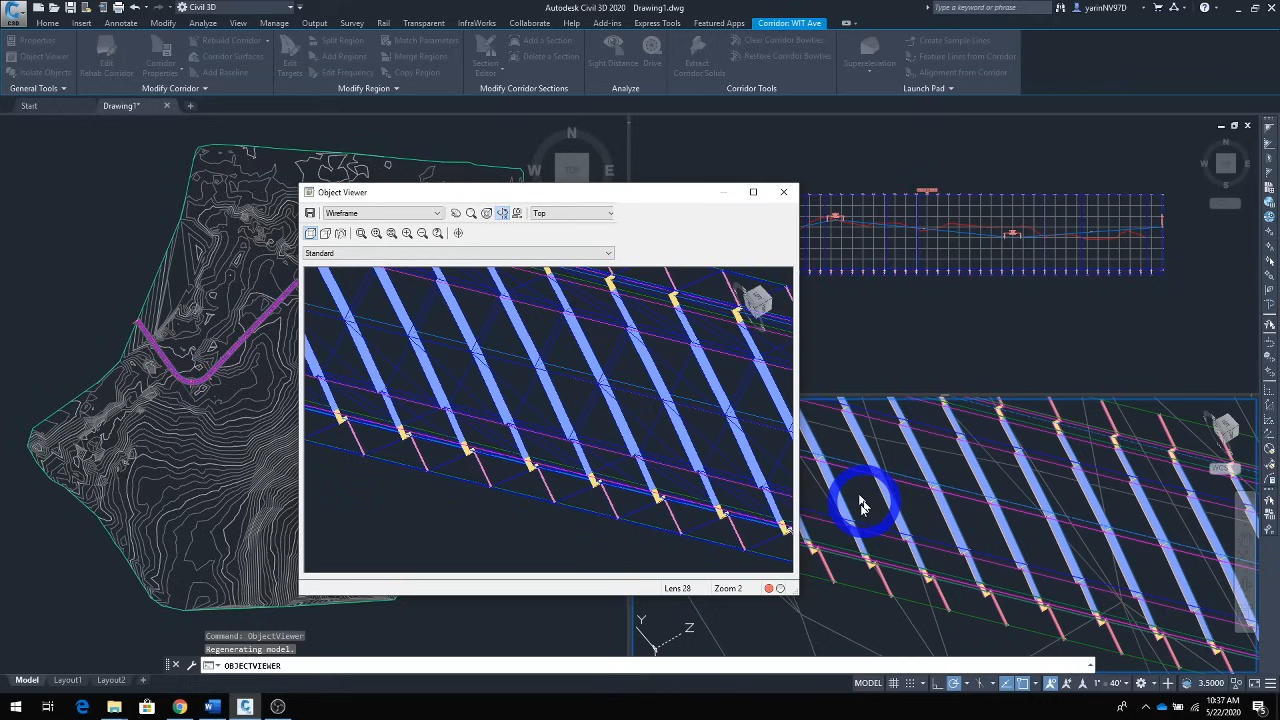 C3D
Civil 3D
Autodesk Civil 3D 2020 Drawing1.dwg
Type a keyword or phrase
yarinNV97D
Home Insert Annotate Modify Analyze View Manage Output Survey Rail Transparent InfraWorks Collaborate Help Add-ins Express Tools Featured Apps Corridor: WIT Ave
Properties
Object Viewer
Isolate Objects
Edit
Rehab Corridor
Corridor
Properties
Rebuild Corridor
Corridor Surfaces
Add Baseline
Split Region
Add Regions
Edit Frequency
Match Parameters
Merge Regions
Copy Region
Edit
Targets
Section
Editor
Add a Section
Delete a Section
Sight Distance
Drive
Extract
Corridor Solids
Clear Corridor Bowties
Restore Corridor Bowties
Superelevation
Create Sample Lines
Feature Lines from Corridor
Alignment from Corridor
General Tools Modify Corridor Modify Region Modify Corridor Sections Analyze Corridor Tools Launch Pad
Start Drawing1*
N
W TOP E
N
W E
Object Viewer
Wireframe
Top
Standard
Lens 28 Zoom 2
WCS
Y
Z
Command: ObjectViewer
Regenerating model.
OBJECTVIEWER
Model Layout1 Layout2
MODEL
1" = 40'
3.5000
10:37 AM
5/22/2020